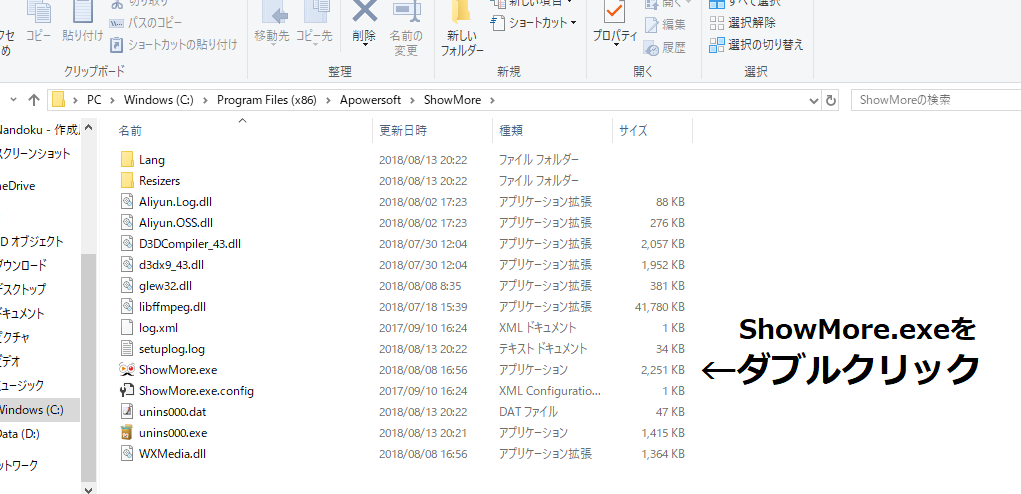 切り取り
すべて選択
新しい項目
開く
コピー 貼り付け パスのコピー 移動先 コピー先 削除 名前の変更 新しいフォルダー ショートカット プロパティ 編集 選択解除
ショートカットの貼り付け 履歴 選択の切り替え
クリップボード 整理 新規 開く 選択
PC > Windows (C:) > Program Files (x86) > Apowersoft > ShowMore > ShowMoreの検索
名前 更新日時 種類 サイズ
Nandoku - 作成
スクリーンショット
neDrive
D オブジェクト
ダウンロード
デスクトップ
ドキュメント
ピクチャ
ビデオ
ミュージック
Windows (C:)
Data (D:)
ネットワーク
Lang 2018/08/13 20:22 ファイル フォルダー
Resizers 2018/08/13 20:22 ファイル フォルダー
Aliyun.Log.dll 2018/08/02 17:23 アプリケーション拡張 88 KB
Aliyun.OSS.dll 2018/08/02 17:23 アプリケーション拡張 276 KB
D3DCompiler_43.dll 2018/07/30 12:04 アプリケーション拡張 2,057 KB
d3dx9_43.dll 2018/07/30 12:04 アプリケーション拡張 1,952 KB
glew32.dll 2018/08/08 8:35 アプリケーション拡張 381 KB
libffmpeg.dll 2018/07/18 15:39 アプリケーション拡張 41,780 KB
log.xml 2017/09/10 16:24 XML ドキュメント 1 KB
setuplog.log 2018/08/13 20:22 テキスト ドキュメント 34 KB
ShowMore.exe 2018/08/08 16:56 アプリケーション 2,251 KB
ShowMore.exe.config 2017/09/10 16:24 XML Configuratio... 1 KB
unins000.dat 2018/08/13 20:22 DAT ファイル 47 KB
unins000.exe 2018/08/13 20:21 アプリケーション 1,415 KB
WXMedia.dll 2018/08/08 16:56 アプリケーション拡張 1,364 KB
ShowMore.exeを
←ダブルクリック